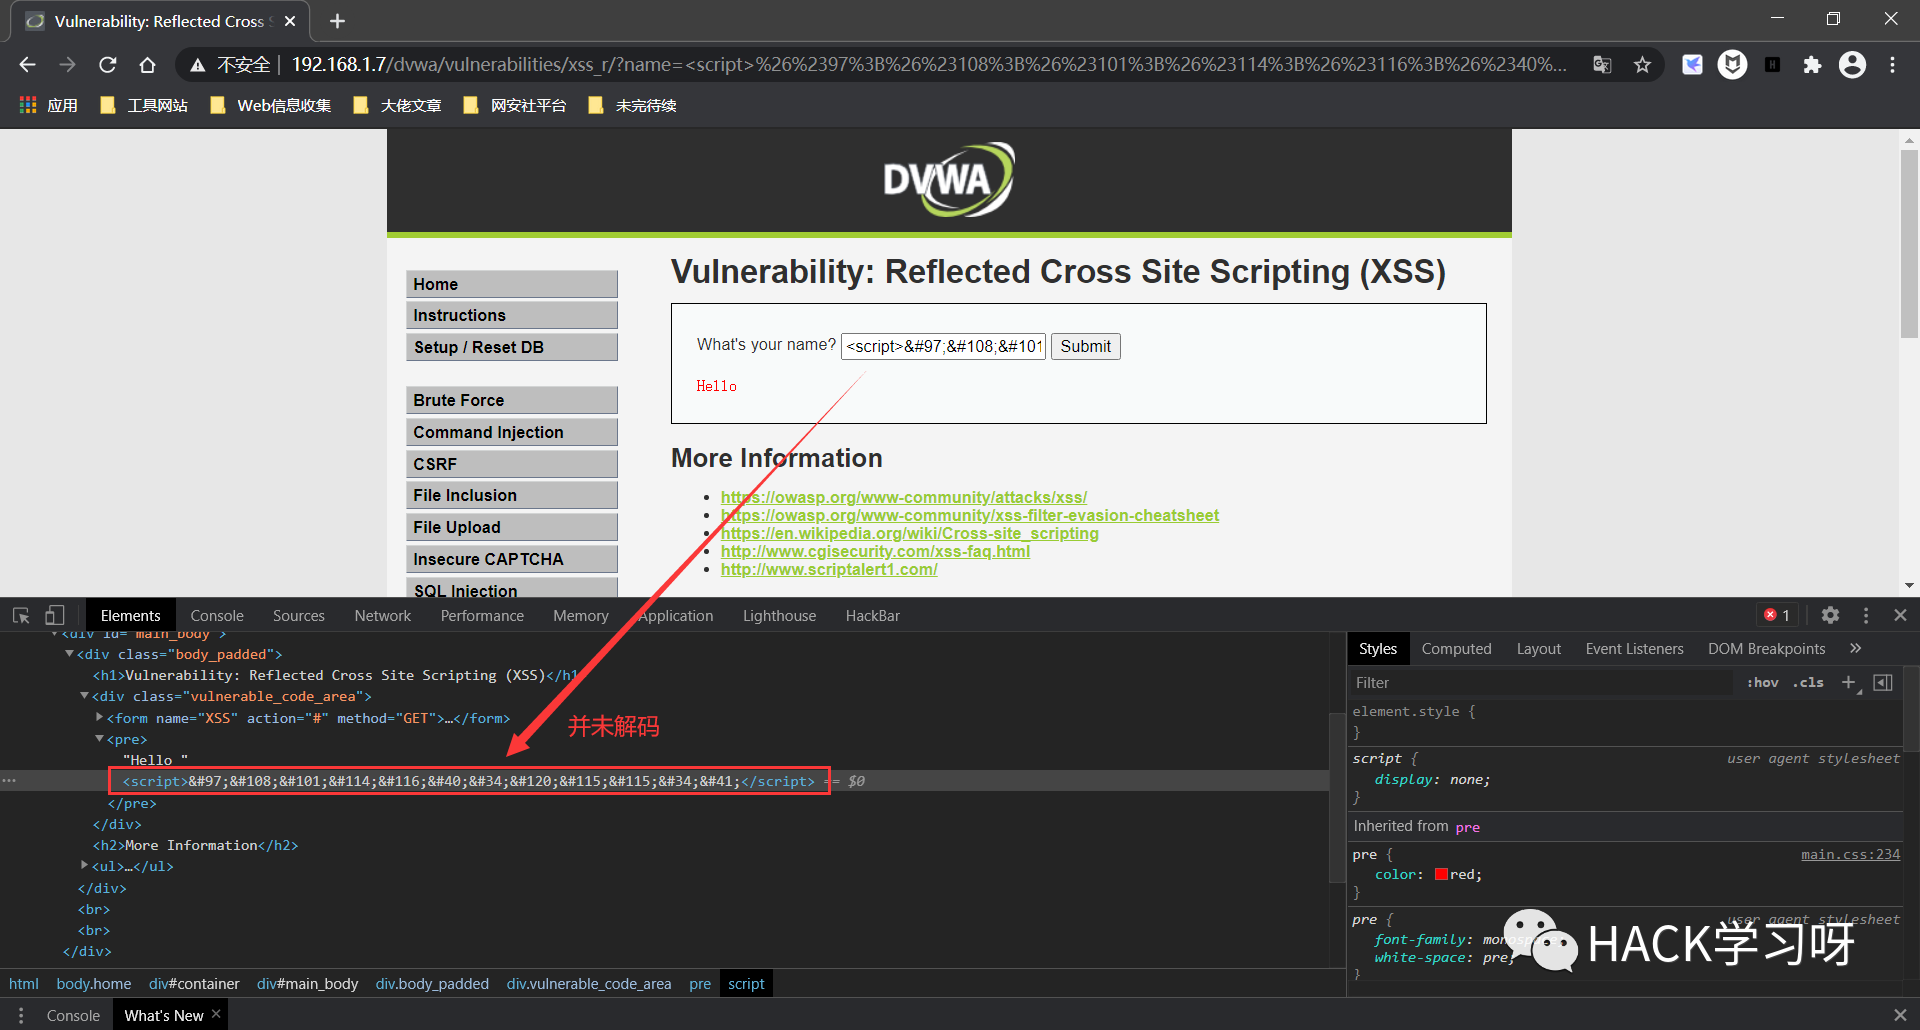 Vulnerability: Reflected Cross S
不安全 | 192.168.1.7/dvwa/vulnerabilities/xss_r/?name=<script>%26%2397%3B%26%23108%3B%26%23101%3B%26%23114%3B%26%23116%3B%26%2340%...
应用 工具网站 Web信息收集 大佬文章 网安社平台 未完待续
DVWA
Home
Instructions
Setup / Reset DB
Brute Force
Command Injection
CSRF
File Inclusion
File Upload
Insecure CAPTCHA
SQL Injection
Vulnerability: Reflected Cross Site Scripting (XSS)
What's your name? <script>&#97;&#108;&#101 Submit
Hello
More Information
https://owasp.org/www-community/attacks/xss/
https://owasp.org/www-community/xss-filter-evasion-cheatsheet
https://en.wikipedia.org/wiki/Cross-site_scripting
http://www.cgisecurity.com/xss-faq.html
http://www.scriptalert1.com/
Elements Console Sources Network Performance Memory Application Lighthouse HackBar 1
<div id="main_body">
<div class="body_padded">
<h1>Vulnerability: Reflected Cross Site Scripting (XSS)</h1
<div class="vulnerable_code_area">
<form name="XSS" action="#" method="GET">…</form>
<pre>
"Hello "
<script>&#97;&#108;&#101;&#114;&#116;&#40;&#34;&#120;&#115;&#115;&#34;&#41;</script> == $0
</pre>
</div>
<h2>More Information</h2>
<ul>…</ul>
</div>
<br>
<br>
</div>
并未解码
html body.home div#container div#main_body div.body_padded div.vulnerable_code_area pre script
Console What's New
Styles Computed Layout Event Listeners DOM Breakpoints »
Filter :hov .cls +
element.style {
}
script { user agent stylesheet
display: none;
}
Inherited from pre
pre { main.css:234
color: red;
}
pre { user agent stylesheet
font-family: monospace;
white-space: pre;
}
HACK学习呀